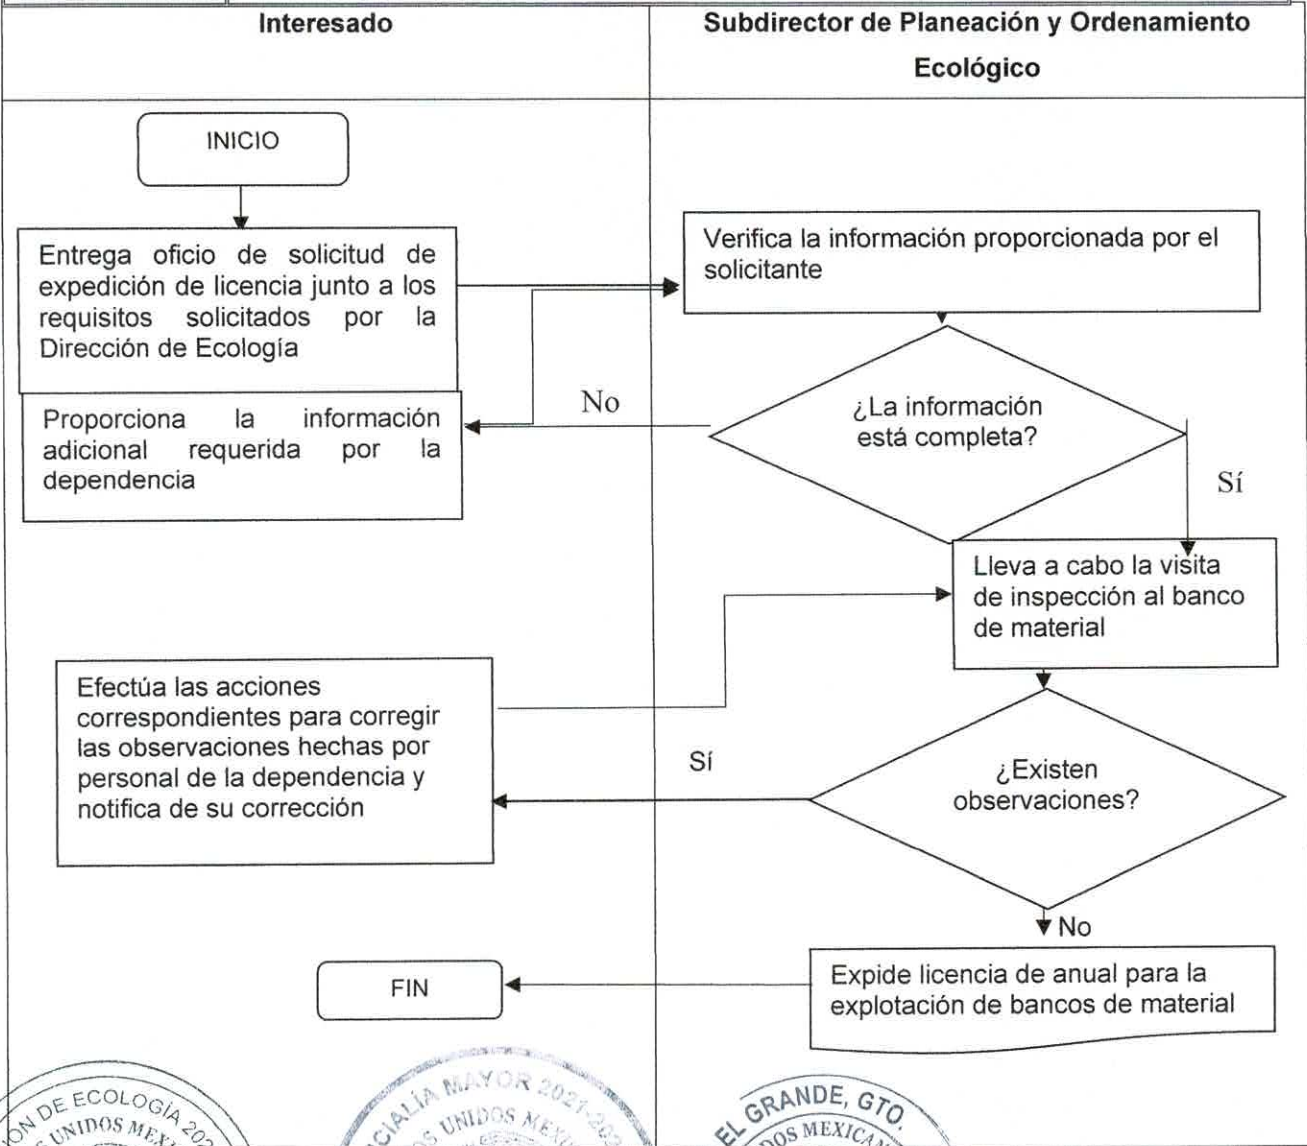 Interesado
Subdirector de Planeación y Ordenamiento
Ecológico
INICIO
Entrega oficio de solicitud de
expedición de licencia junto a los
requisitos solicitados por la
Dirección de Ecología
Verifica la información proporcionada por el
solicitante
Proporciona la información
adicional requerida por la
dependencia
No
¿La información
está completa?
Sí
Lleva a cabo la visita
de inspección al banco
de material
Efectúa las acciones
correspondientes para corregir
las observaciones hechas por
personal de la dependencia y
notifica de su corrección
Sí
¿Existen
observaciones?
No
Expide licencia de anual para la
explotación de bancos de material
FIN
DE ECOLOGÍA
UNIDOS
MAYOR 2021-
UNIDOS
EL GRANDE, GTO.